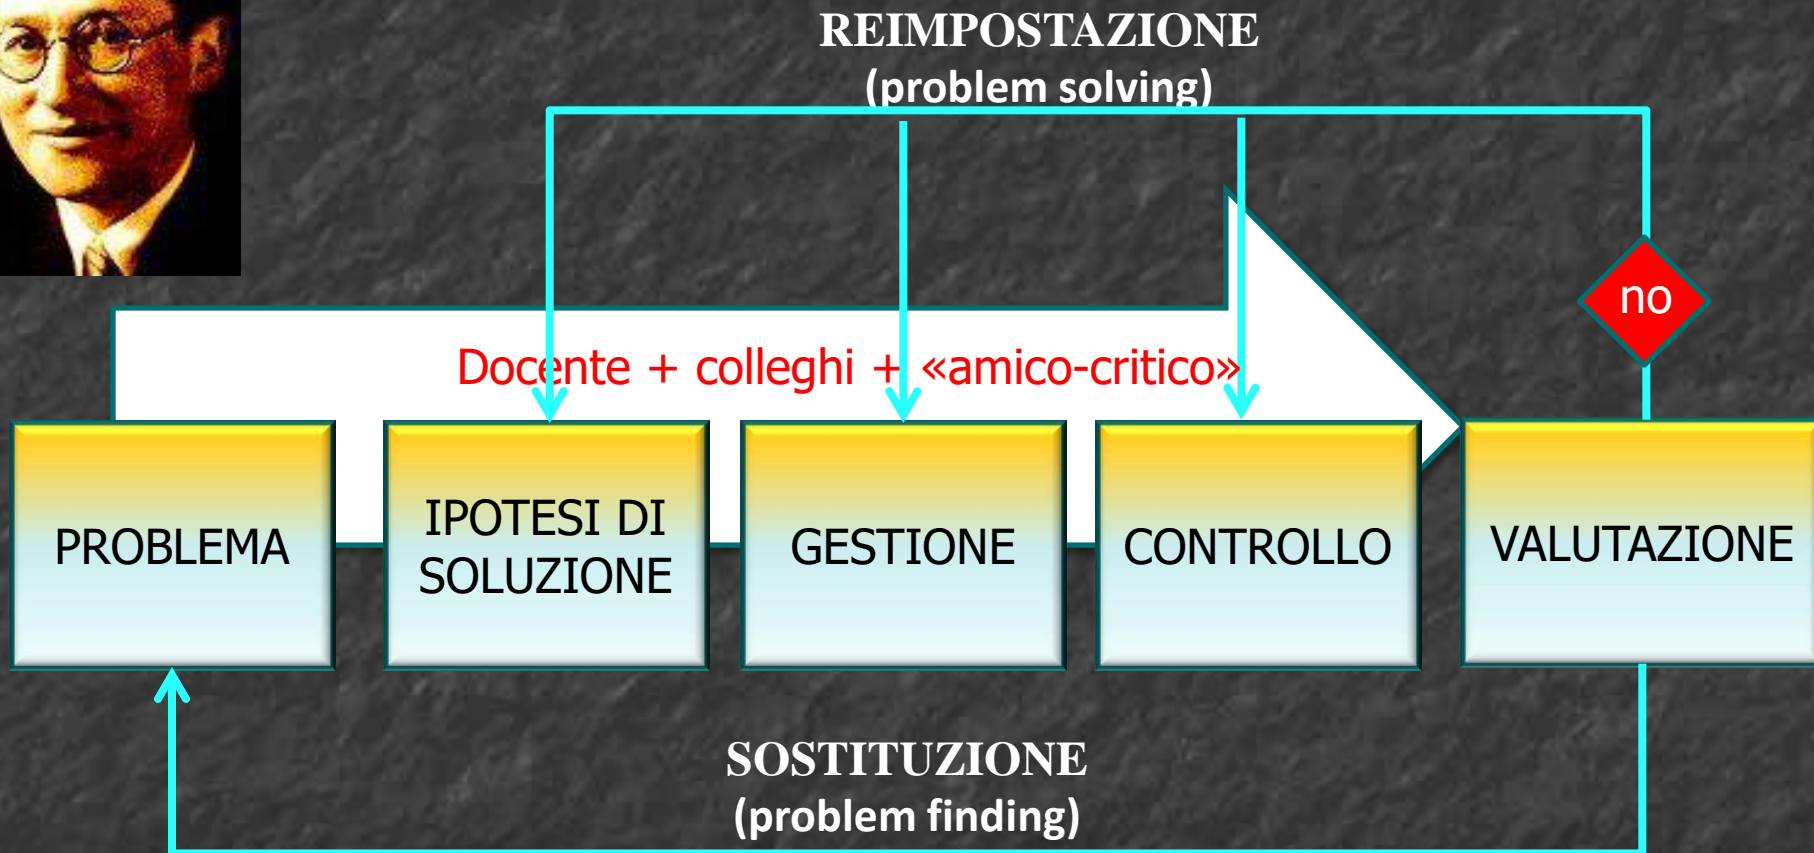 REIMPOSTAZIONE
(problem solving)
no
Docente + colleghi + «amico-critico»
PROBLEMA
IPOTESI DI
SOLUZIONE
GESTIONE
CONTROLLO
VALUTAZIONE
SOSTITUZIONE
(problem finding)